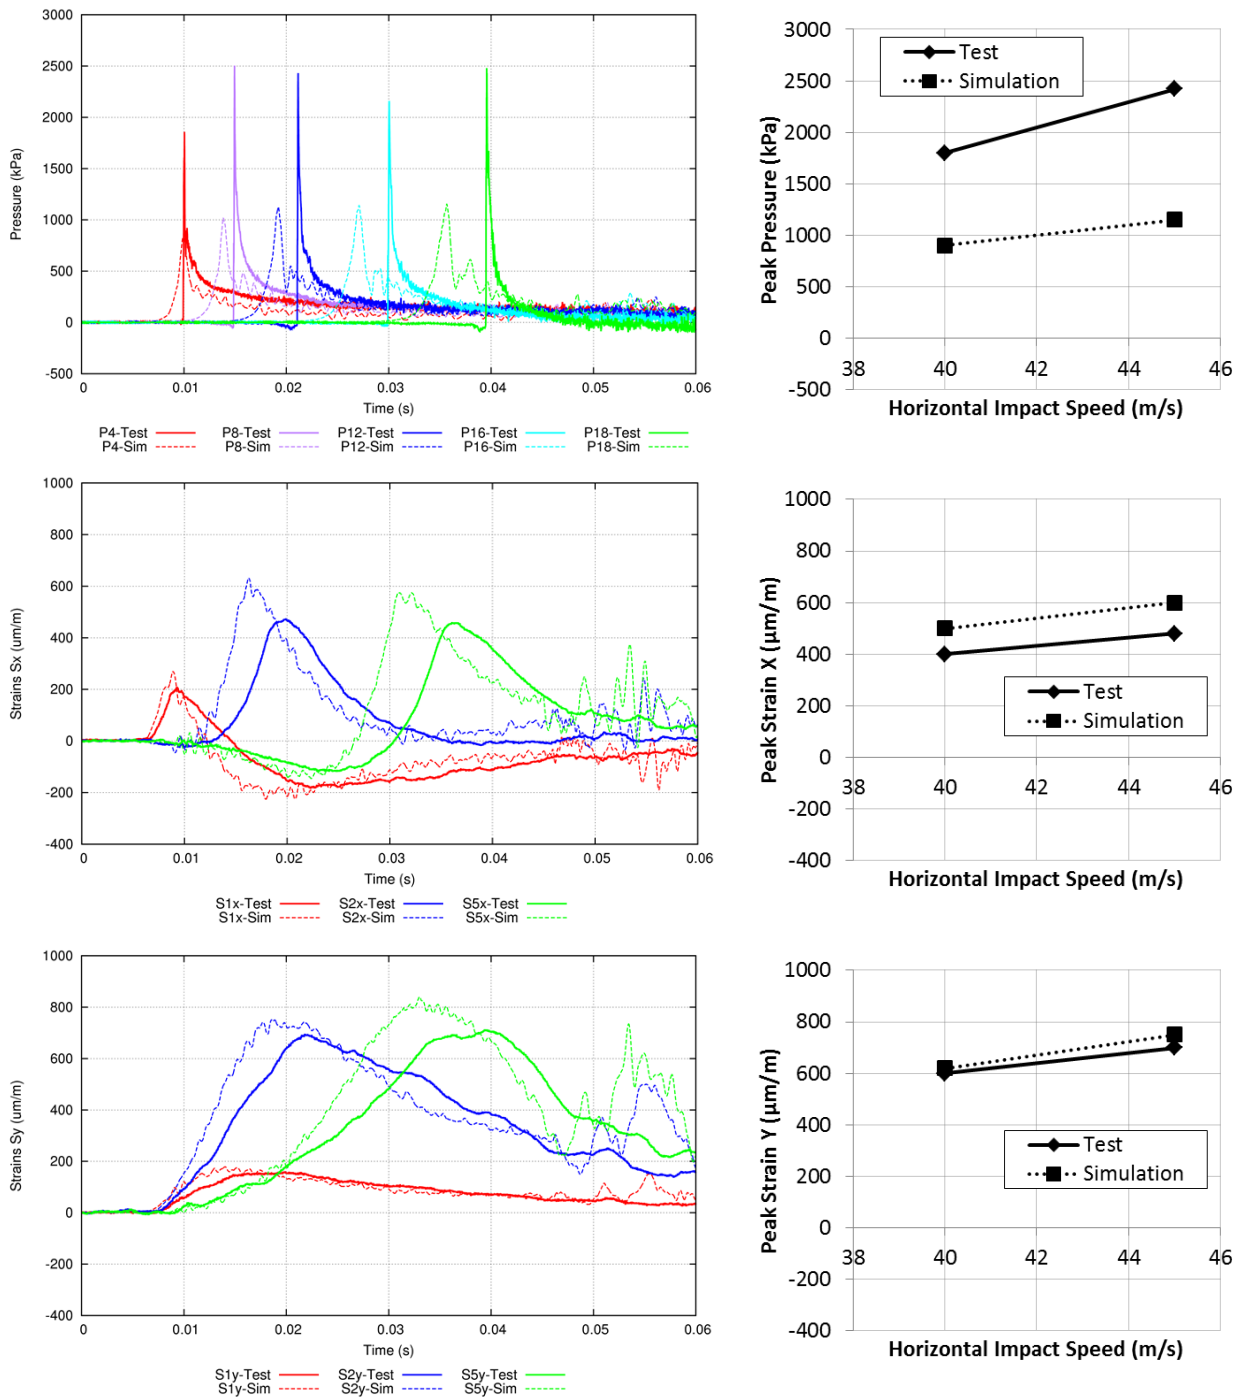 3000
2500
2000
1500
1000
500
0
-500
Pressure (kPa)
0 0.01 0.02 0.03 0.04 0.05 0.06
Time (s)
P4-Test P8-Test P12-Test P16-Test P18-Test
P4-Sim P8-Sim P12-Sim P16-Sim P18-Sim
3000
2500
2000
1500
1000
500
0
-500
Peak Pressure (kPa)
Test
Simulation
38 40 42 44 46
Horizontal Impact Speed (m/s)
1000
800
600
400
200
0
-200
-400
Strains Sx (um/m)
0 0.01 0.02 0.03 0.04 0.05 0.06
Time (s)
S1x-Test S2x-Test S5x-Test
S1x-Sim S2x-Sim S5x-Sim
1000
800
600
400
200
0
-200
-400
Peak Strain X (µm/m)
Test
Simulation
38 40 42 44 46
Horizontal Impact Speed (m/s)
1000
800
600
400
200
0
-200
-400
Strains Sy (um/m)
0 0.01 0.02 0.03 0.04 0.05 0.06
Time (s)
S1y-Test S2y-Test S5y-Test
S1y-Sim S2y-Sim S5y-Sim
1000
800
600
400
200
0
-200
-400
Peak Strain Y (µm/m)
Test
Simulation
38 40 42 44 46
Horizontal Impact Speed (m/s)